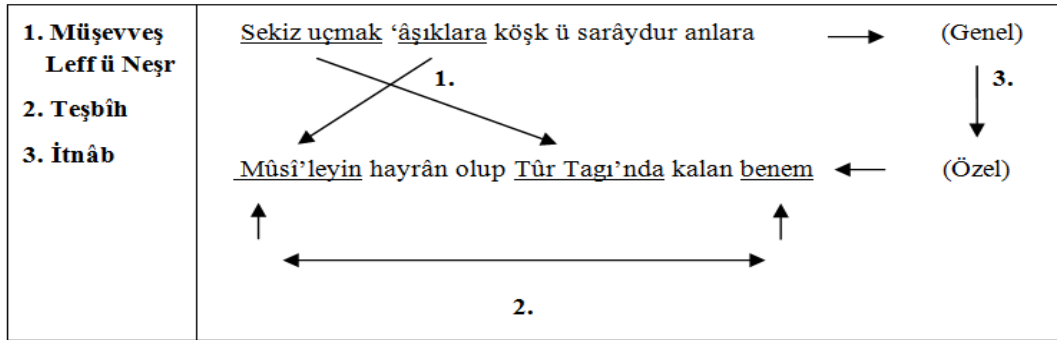 1. Müşevveş
Leff ü Neşr
2. Teşbîh
3. İtnâb
Sekiz uçmak ‘âşıklara köşk ü sarâydur anlara
(Genel)
1.
3.
Mûsî’leyin hayrân olup Tûr Tagı’nda kalan benem
(Özel)
2.